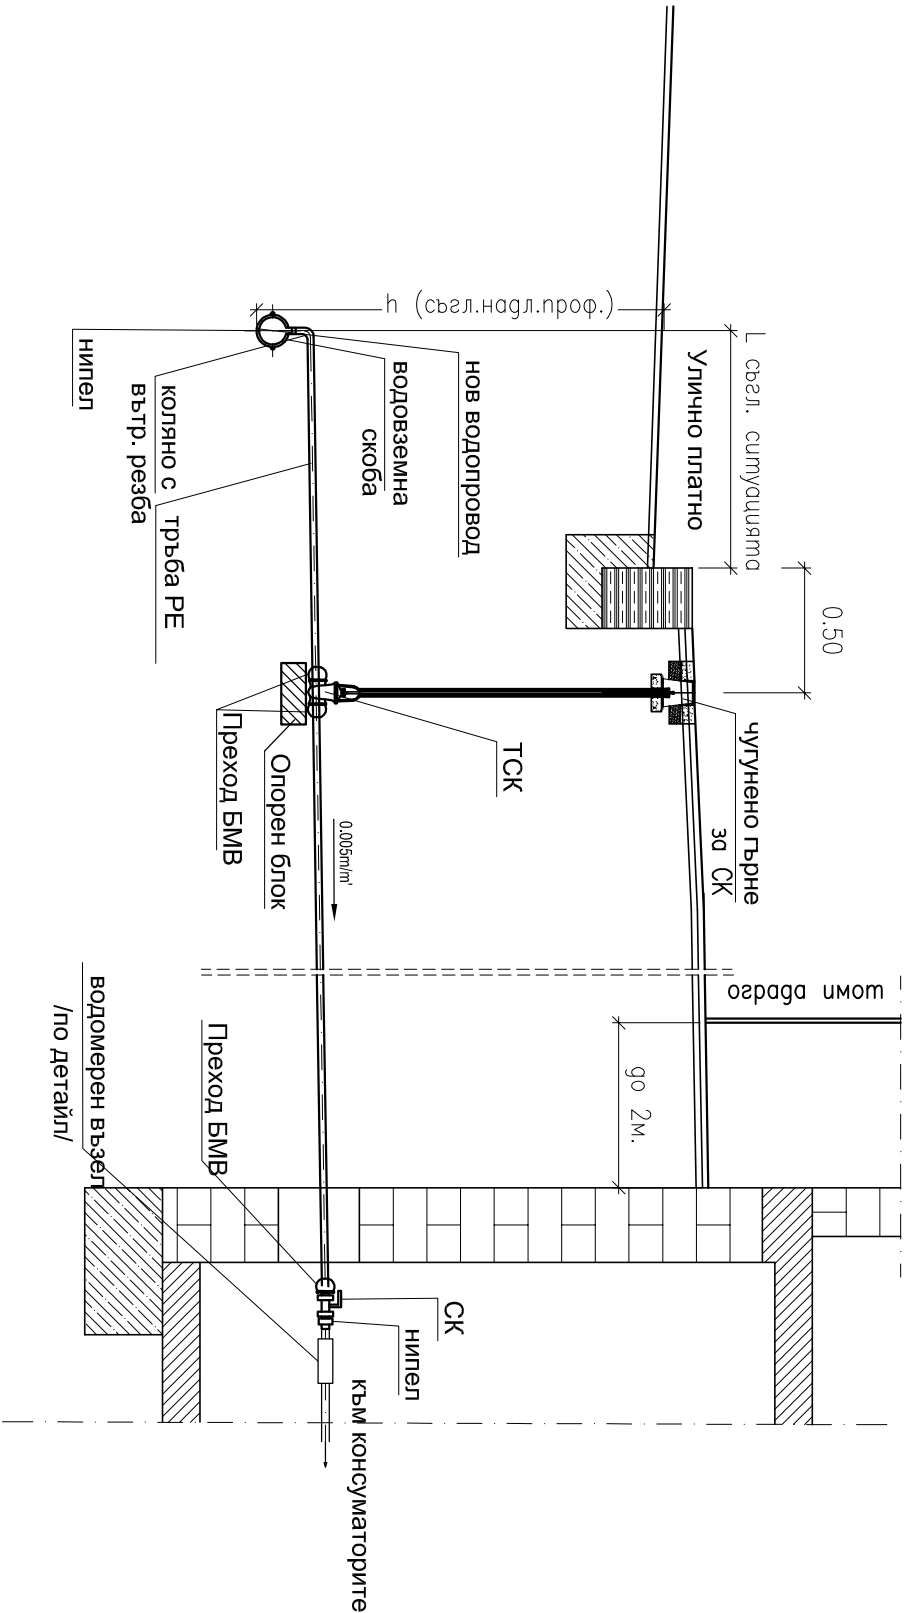 L съгл. ситуацията
h (съгл.надл.проф.)
Улично платно
0.50
чугунено гърне
за СК
нов водопровод
водовземна
скоба
нипел
коляно с
вътр. резба
тръба PE
ТСК
Преход БМВ
Опорен блок
0.005m/m'
ограда имот
до 2м.
водомерен възел
/по детайл/
Преход БМВ
СК
нипел
към консуматорите